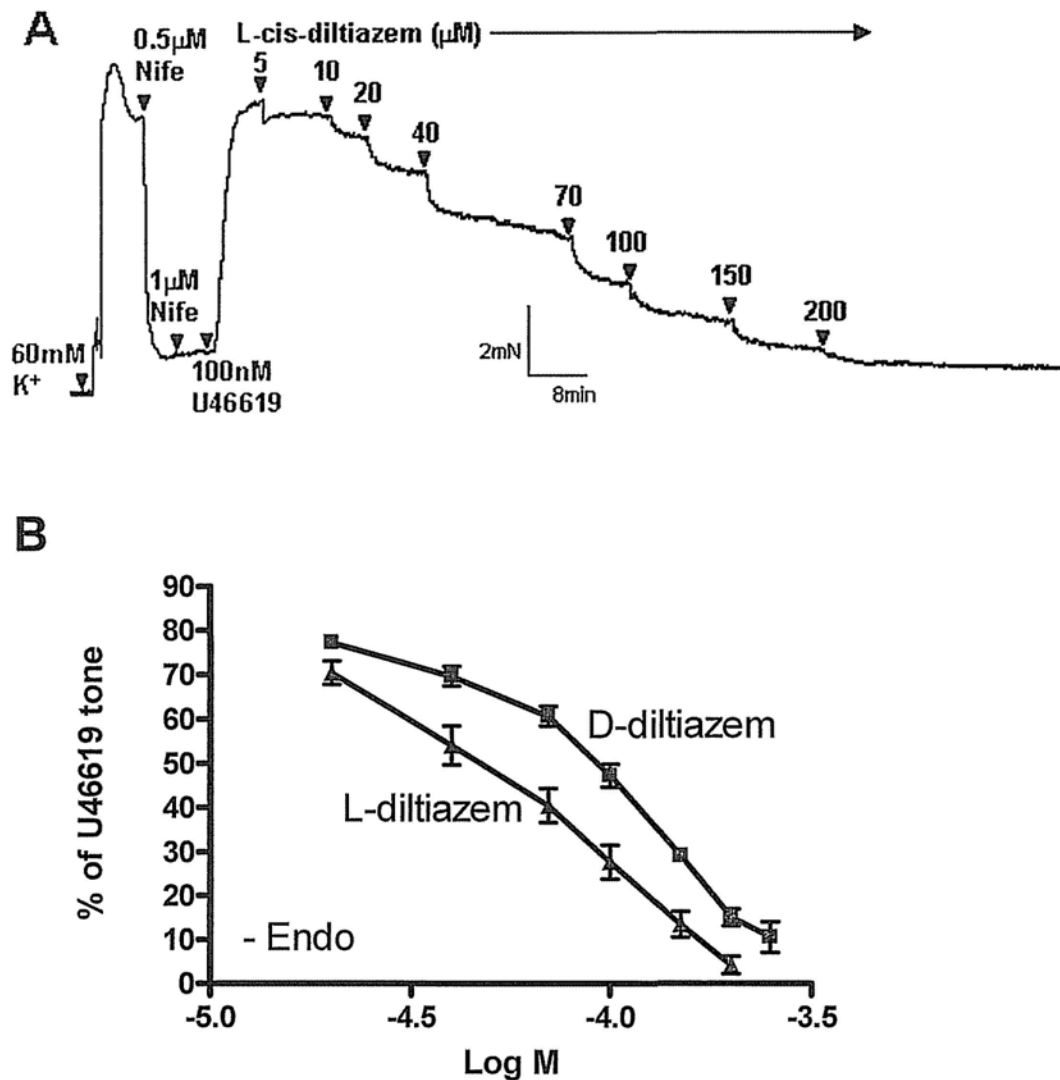 A
0.5µM
Nife
L-cis-diltiazem (µM)
5
10
20
40
70
100
150
200
1µM
Nife
60mM
K⁺
100nM
U46619
2mN
8min
B
% of U46619 tone
90
80
70
60
50
40
30
20
10
0
D-diltiazem
L-diltiazem
- Endo
-5.0
-4.5
-4.0
-3.5
Log M